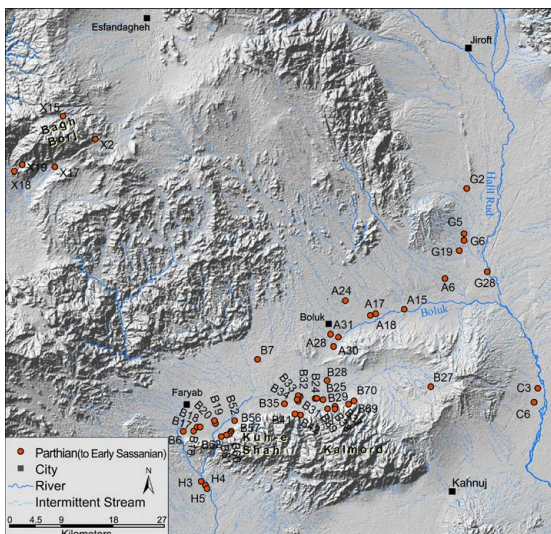 Esfandagheh
Jiroft
X15
Bagh
Borj
X2
X18
X17
G2
Halil Rud
G5
G6
G19
G28
A6
A24
A17
A15
A18
Boluk
Boluk
A31
A28
A30
B7
B28
B25
B27
B33
B32
B34
B24
B29
B70
B35
B31
B69
C3
C6
Faryab
B20
B19
B52
B56
B57
B6
Kuh-e
Shah
Kalmord
H3
H4
H5
Kahnuj
Parthian(to Early Sassanian)
City
River
Intermittent Stream
N
0 4.5 9 18 27
Kilometers